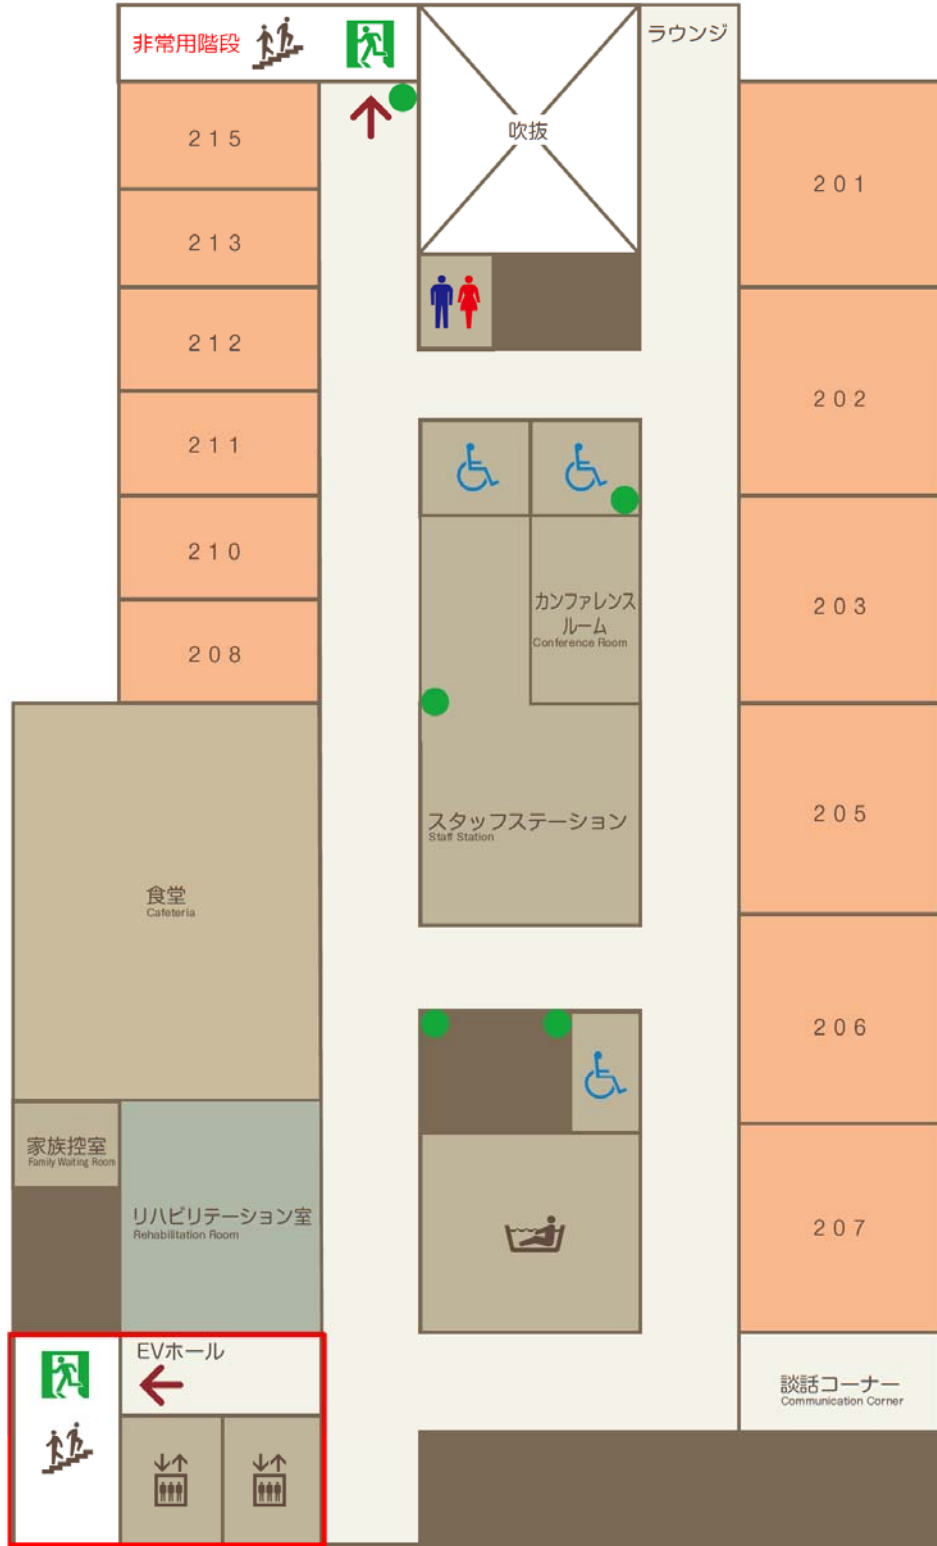 非常用階段
ラウンジ
吹抜
215
201
213
212
202
211
210
カンファレンス
ルーム
Conference Room
203
208
スタッフステーション
Staff Station
205
食堂
Cafeteria
206
家族控室
Family Waiting Room
リハビリテーション室
Rehabilitation Room
207
EVホール
談話コーナー
Communication Corner